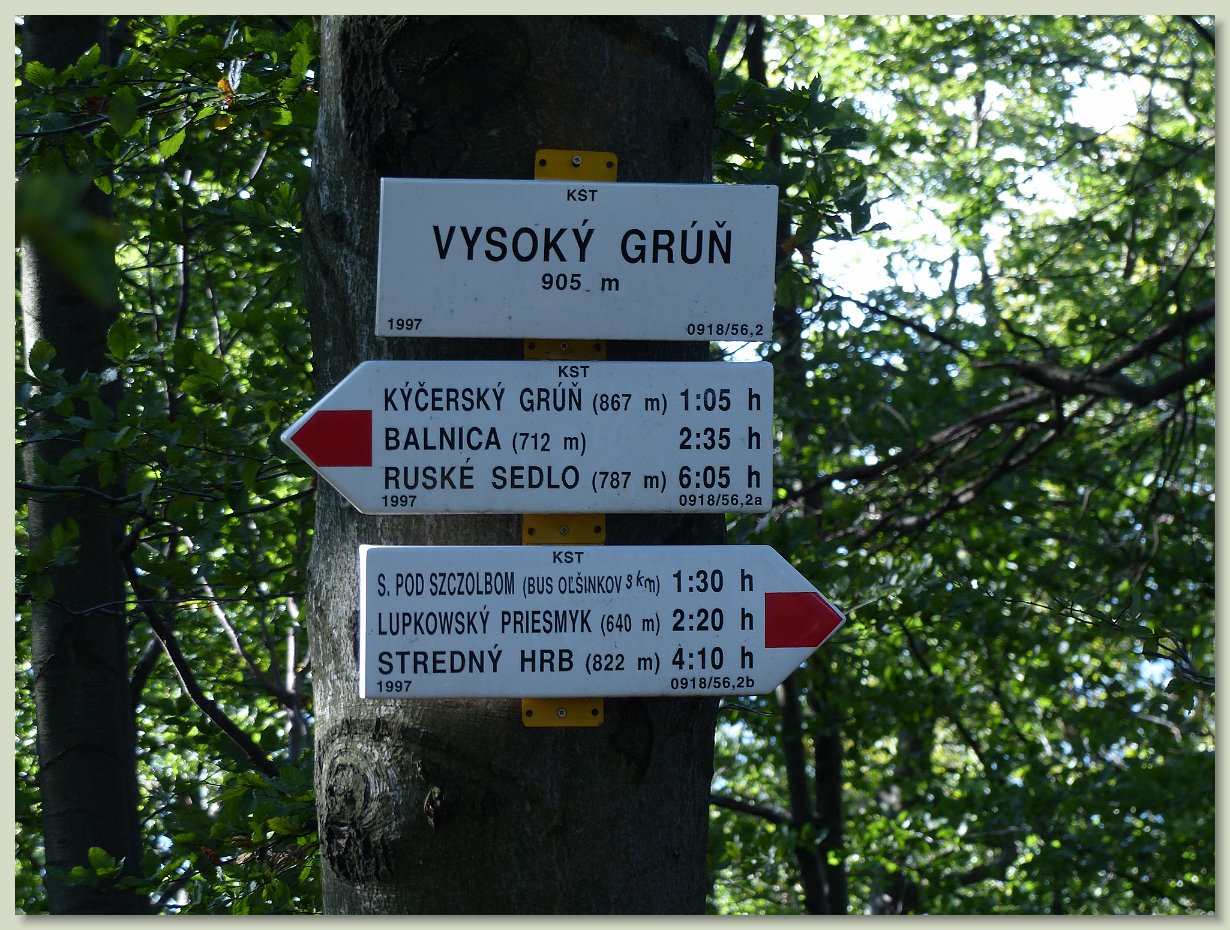 KST
VYSOKÝ GRÚŇ
905 m
1997 0918/56,2
KST
KÝČERSKÝ GRÚŇ (867 m) 1:05 h
BALNICA (712 m) 2:35 h
RUSKÉ SEDLO (787 m) 6:05 h
1997 0918/56,2a
KST
S. POD SZCZOLBOM (BUS OĽŠINKOV 3 km) 1:30 h
LUPKOWSKÝ PRIESMYK (640 m) 2:20 h
STREDNÝ HRB (822 m) 4:10 h
1997 0918/56,2b